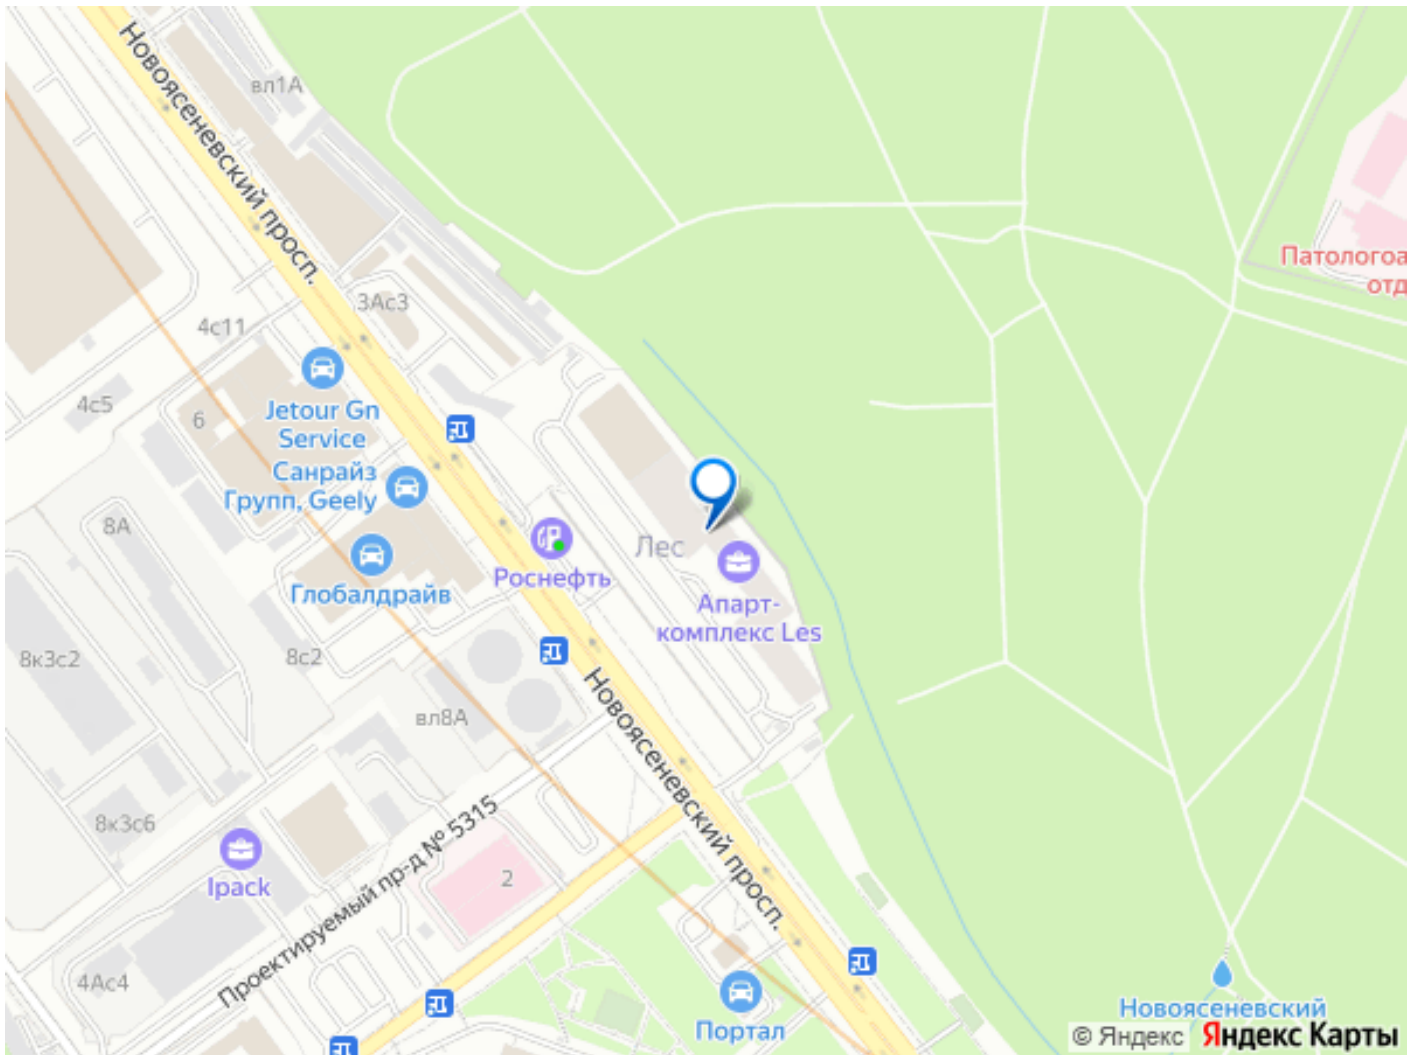 Новоясеневский просп.
вл1А
Патологоа
отд
3Ас3
4с11
4с5
6
Jetour Gn
Service
Санрайз
Групп, Geely
8А
Лес
Роснефть
Глобалдрайв
Апарт-
комплекс Les
8к3с2
8с2
вл8А
Новоясеневский просп.
8к3с6
Проектируемый пр-д № 5315
Ipack
2
4Ас4
Портал
Новоясеневский
© Яндекс Яндекс Карты